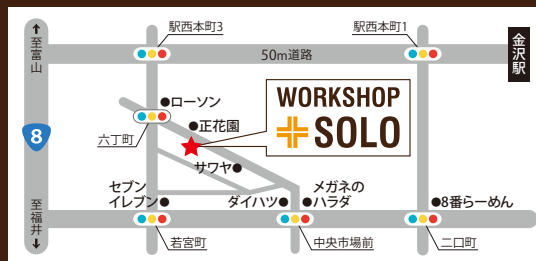 駅西本町3
駅西本町1
至富山
50m道路
金沢駅
ローソン
WORKSHOP
SOLO
正花園
六丁町
8
サワヤ
セブン
イレブン
ダイハツ
メガネの
ハラダ
8番らーめん
至福井
若宮町
中央市場前
二口町